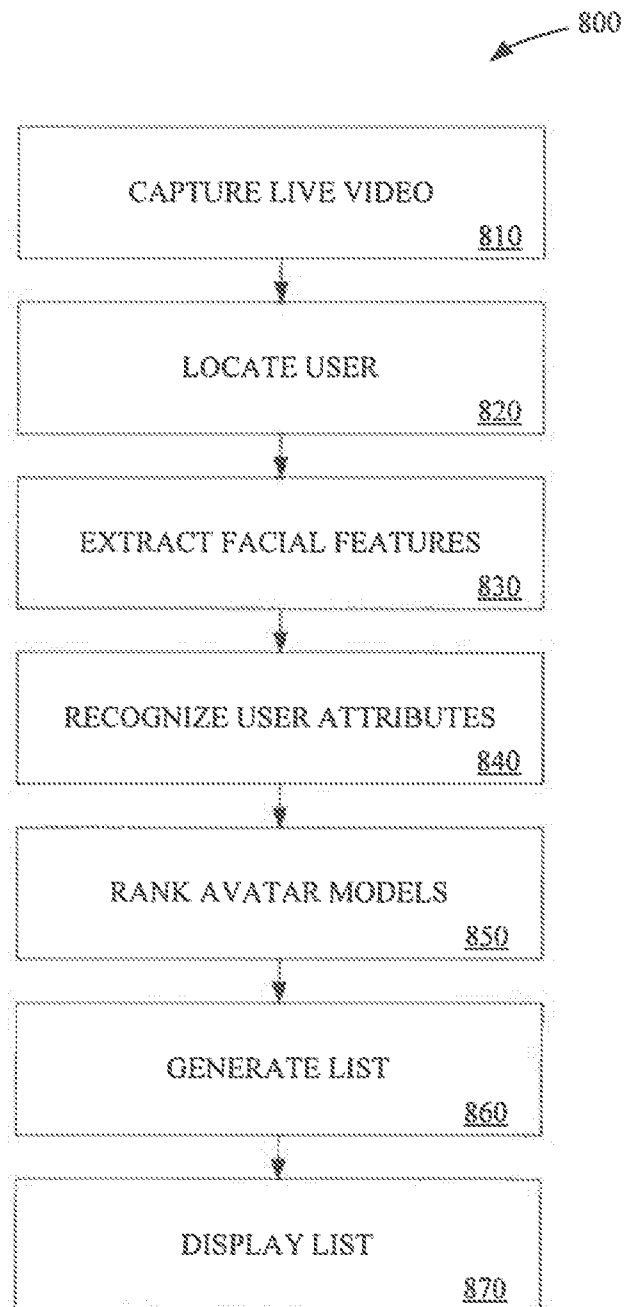 800
CAPTURE LIVE VIDEO
810
LOCATE USER
820
EXTRACT FACIAL FEATURES
830
RECOGNIZE USER ATTRIBUTES
840
RANK AVATAR MODELS
850
GENERATE LIST
860
DISPLAY LIST
870